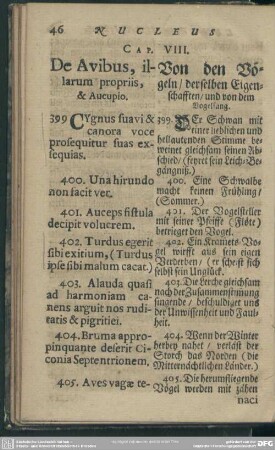 46 NUCLEUS
CAP. VIII.
De Avibus, il-
larum propriis,
& Aucupio.
399 CYgnus suavi &
canora voce
prosequitur suas ex-
sequias.
400. Una hirundo
non facit ver.
401. Auceps fistula
decipit volucrem.
402. Turdus egerit
sibi exitium, (Turdus
ipse sibi malum cacat.)
403. Alauda quasi
ad harmoniam ca-
nens arguit nos rudi-
tatis & pigritiei.
404. Bruma appro-
pinquante deserit Ci-
conia Septentrionem.
405. Aves vagæ te-
Von den Vö-
geln / derselben Eigen-
schafften / und von dem
Vogelfang.
399. DEr Schwan mit
einer lieblichen und
hellautenden Stimme be-
weinet gleichsam seinen Ab-
schied / (feyret sein Leich-Be-
gängniß.)
400. Eine Schwalbe
macht keinen Frühling /
(Sommer.)
401. Der Vogelsteller
mit seiner Pfeiffe (Flöte)
betrieget den Vogel.
402. Ein Kramets-Vo-
gel wirfft aus sein eigen
Verderben / (er scheist sich
selbst sein Unglück.
403. Die Lerche gleichsam
nach der Zusammenstimmung
singende / beschuldiget uns
der Unwissenheit und Faul-
heit.
404. Wenn der Winter
herbey nahet / verläst der
Storch das Norden (die
Mitternächtlichen Länder.)
405. Die herumfliegende
Vögel werden mit zähen
naci
DFG